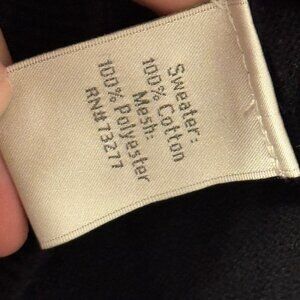 Sweater:
100% Cotton
Mesh:
100% Polyester
RN# 73277